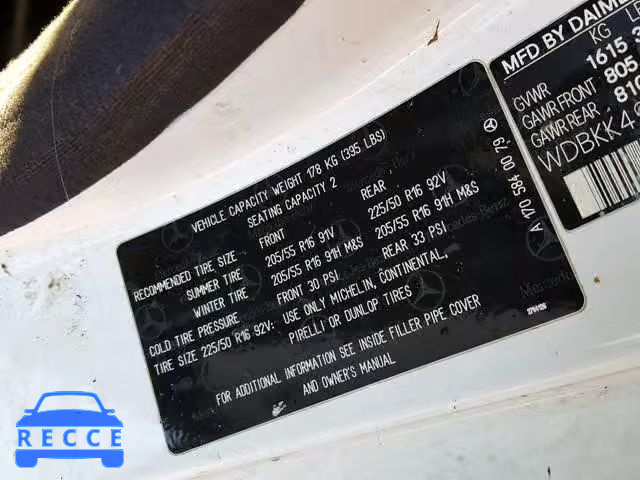 VEHICLE CAPACITY WEIGHT 178 KG (395 LBS)
SEATING CAPACITY 2
RECOMMENDED TIRE SIZE FRONT REAR
SUMMER TIRE 205/55 R16 91V 225/50 R16 92V
WINTER TIRE 205/55 R16 91H M&S 205/55 R16 91H M&S
COLD TIRE PRESSURE FRONT 30 PSI REAR 33 PSI
TIRE SIZE 225/50 R16 92V: USE ONLY MICHELIN, CONTINENTAL,
PIRELLI OR DUNLOP TIRES
FOR ADDITIONAL INFORMATION SEE INSIDE FILLER PIPE COVER
AND OWNER'S MANUAL
A 170 584 00 79
MFD BY DAIML
KG
GVWR 1615
GAWR FRONT 805
GAWR REAR 810
WDBKK4
RECCE